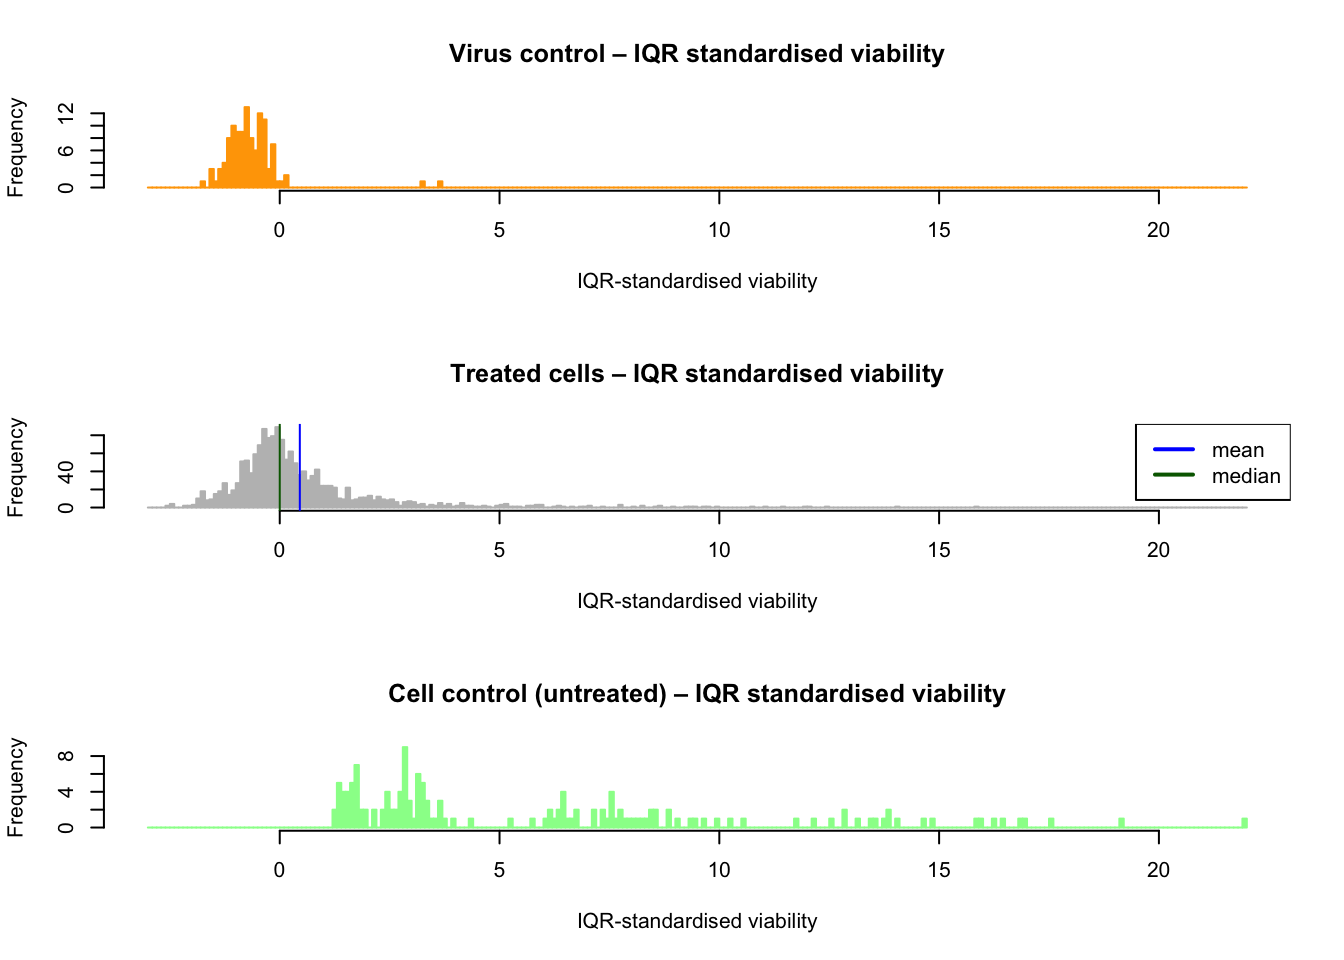 Virus control – IQR standardised viability
Frequency
0 6 12
0 5 10 15 20
IQR-standardised viability
Treated cells – IQR standardised viability
Frequency
0 40
mean
median
0 5 10 15 20
IQR-standardised viability
Cell control (untreated) – IQR standardised viability
Frequency
0 4 8
0 5 10 15 20
IQR-standardised viability